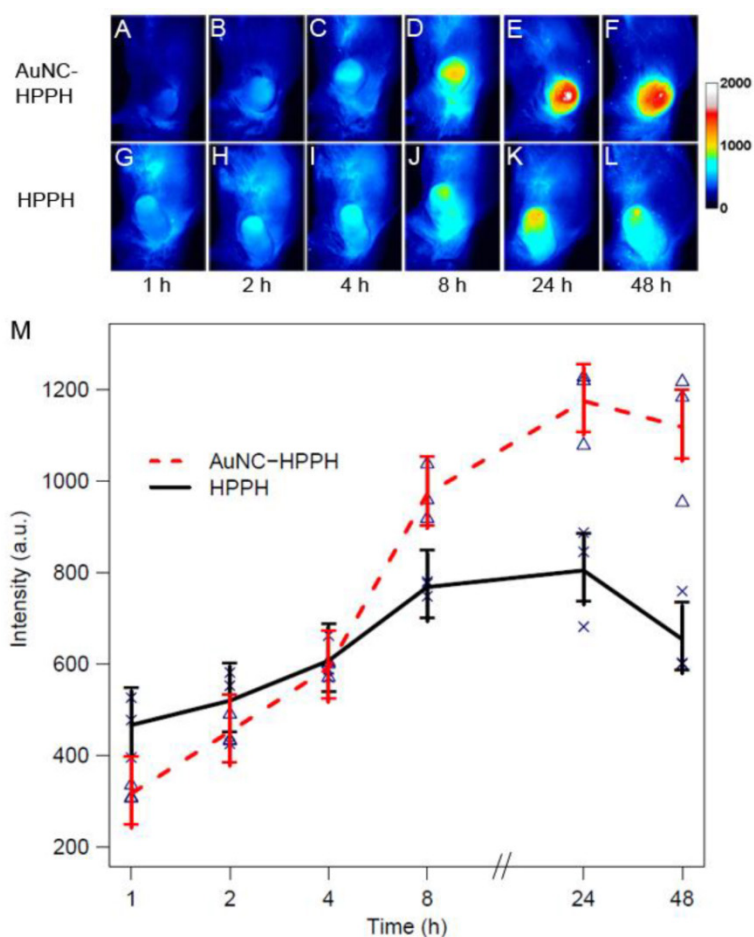 A B C D E F
AuNC-
HPPH
2000
1000
0
G H I J K L
HPPH
1 h 2 h 4 h 8 h 24 h 48 h
M
1200
1000
800
600
400
200
AuNC−HPPH
HPPH
Intensity (a.u.)
1 2 4 8 // 24 48
Time (h)